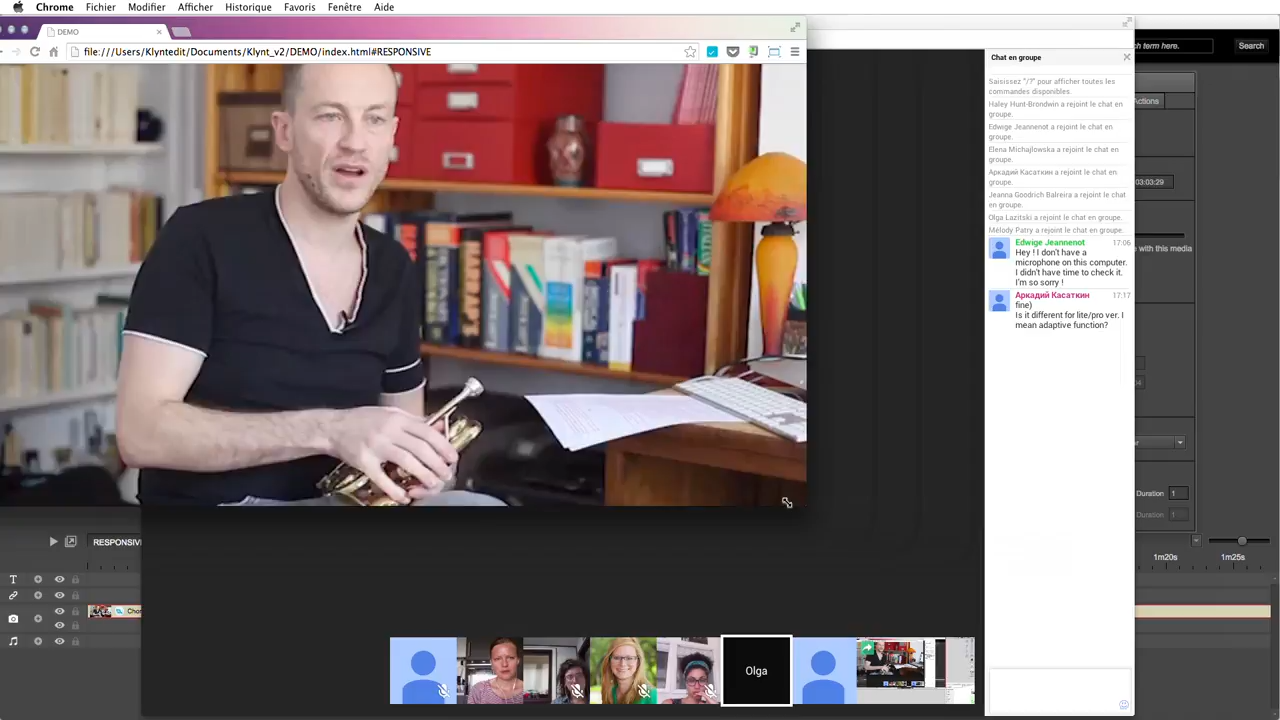 Chrome Fichier Modifier Afficher Historique Favoris Fenêtre Aide
DEMO
file:///Users/Klyntedit/Documents/Klynt_v2/DEMO/index.html#RESPONSIVE
ch term here. Search
Chat en groupe
Saisissez "/?" pour afficher toutes les
commandes disponibles.
Haley Hunt-Brondwin a rejoint le chat en
groupe.
Edwige Jeannenot a rejoint le chat en
groupe.
Elena Michajlowska a rejoint le chat en
groupe.
Аркадий Касаткин a rejoint le chat en
groupe.
Jeanna Goodrich Balreira a rejoint le chat
en groupe.
Olga Lazitski a rejoint le chat en groupe.
Mélody Patry a rejoint le chat en groupe.
Edwige Jeannenot 17:06
Hey ! I don't have a
microphone on this computer.
I didn't have time to check it.
I'm so sorry !
Аркадий Касаткин 17:17
fine)
Is it different for lite/pro ver. I
mean adaptive function?
Actions
03:03:29
e with this media
Duration 1
Duration 1
RESPONSIVE
1m20s 1m25s
T
Olga